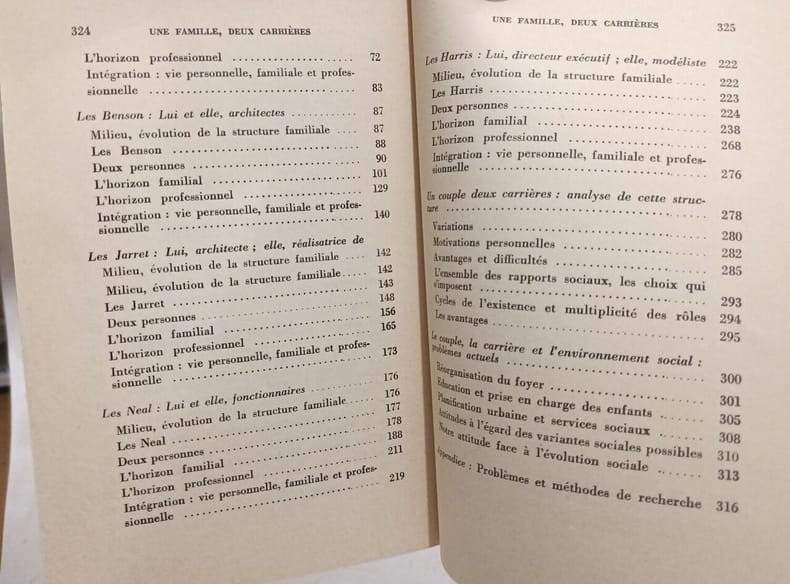 324 UNE FAMILLE, DEUX CARRIÈRES
L'horizon professionnel .................... 72
Intégration : vie personnelle, familiale et profes-
sionnelle .................... 83
Les Benson : Lui et elle, architectes .................... 87
Milieu, évolution de la structure familiale .... 87
Les Benson .................... 88
Deux personnes .................... 90
L'horizon familial .................... 101
L'horizon professionnel .................... 129
Intégration : vie personnelle, familiale et profes-
sionnelle .................... 140
Les Jarret : Lui, architecte ; elle, réalisatrice de
Milieu, évolution de la structure familiale .... 142
Milieu, évolution de la structure familiale..... 142
Les Jarret .................... 143
Deux personnes .................... 148
L'horizon familial .................... 156
L'horizon professionnel .................... 165
Intégration : vie personnelle, familiale et profes-
sionnelle .................... 173
Les Neal : Lui et elle, fonctionnaires .................... 176
Milieu, évolution de la structure familiale..... 176
Les Neal .................... 177
Deux personnes .................... 178
L'horizon familial .................... 188
L'horizon professionnel .................... 211
Intégration : vie personnelle, familiale et profes-
sionnelle .................... 219
UNE FAMILLE, DEUX CARRIÈRES 325
Les Harris : Lui, directeur exécutif ; elle, modéliste 222
Milieu, évolution de la structure familiale ..... 222
Les Harris .................... 223
Deux personnes .................... 224
L'horizon familial .................... 238
L'horizon professionnel .................... 268
Intégration : vie personnelle, familiale et profes-
sionnelle .................... 276
Un couple deux carrières : analyse de cette struc-
ture .................... 278
Variations .................... 280
Motivations personnelles .................... 282
Avantages et difficultés .................... 285
L'ensemble des rapports sociaux, les choix qui
s'imposent .................... 293
Cycles de l'existence et multiplicité des rôles 294
Les avantages .................... 295
Le couple, la carrière et l'environnement social :
problèmes actuels .................... 300
Réorganisation du foyer .................... 301
Education et prise en charge des enfants ...... 305
Planification urbaine et services sociaux ...... 308
Attitudes à l'égard des variantes sociales possibles 310
Notre attitude face à l'évolution sociale ...... 313
Appendice : Problèmes et méthodes de recherche 316